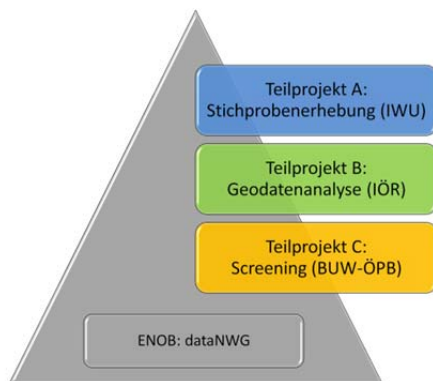 Teilprojekt A:
Stichprobenerhebung (IWU)
Teilprojekt B:
Geodatenanalyse (IÖR)
Teilprojekt C:
Screening (BUW-ÖPB)
ENOB: dataNWG